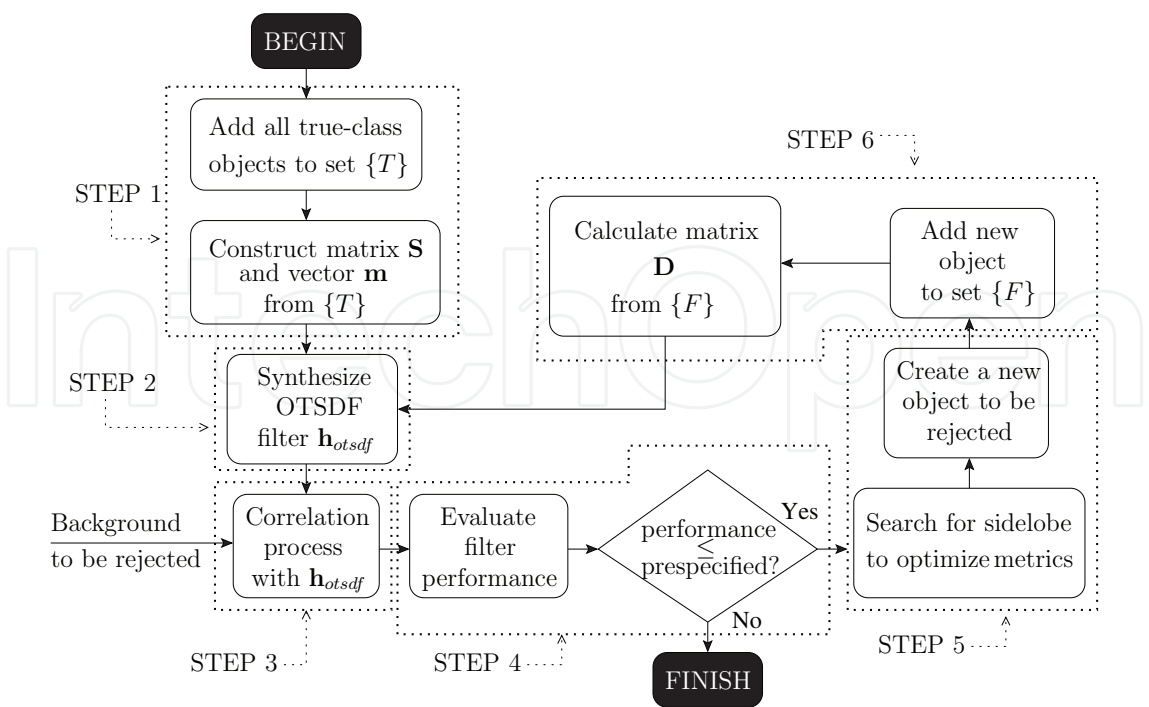 BEGIN
Add all true-class
objects to set {T}
STEP 1
Construct matrix S
and vector m
from {T}
STEP 2
Synthesize
OTSDF
filter h_otsdf
Background
to be rejected
Correlation
process
with h_otsdf
STEP 3
Evaluate
filter
performance
STEP 4
performance
≤
prespecified?
Yes
No
FINISH
Search for sidelobe
to optimize metrics
STEP 5
Create a new
object to be
rejected
STEP 6
Add new
object
to set {F}
Calculate matrix
D
from {F}
IntechOpen